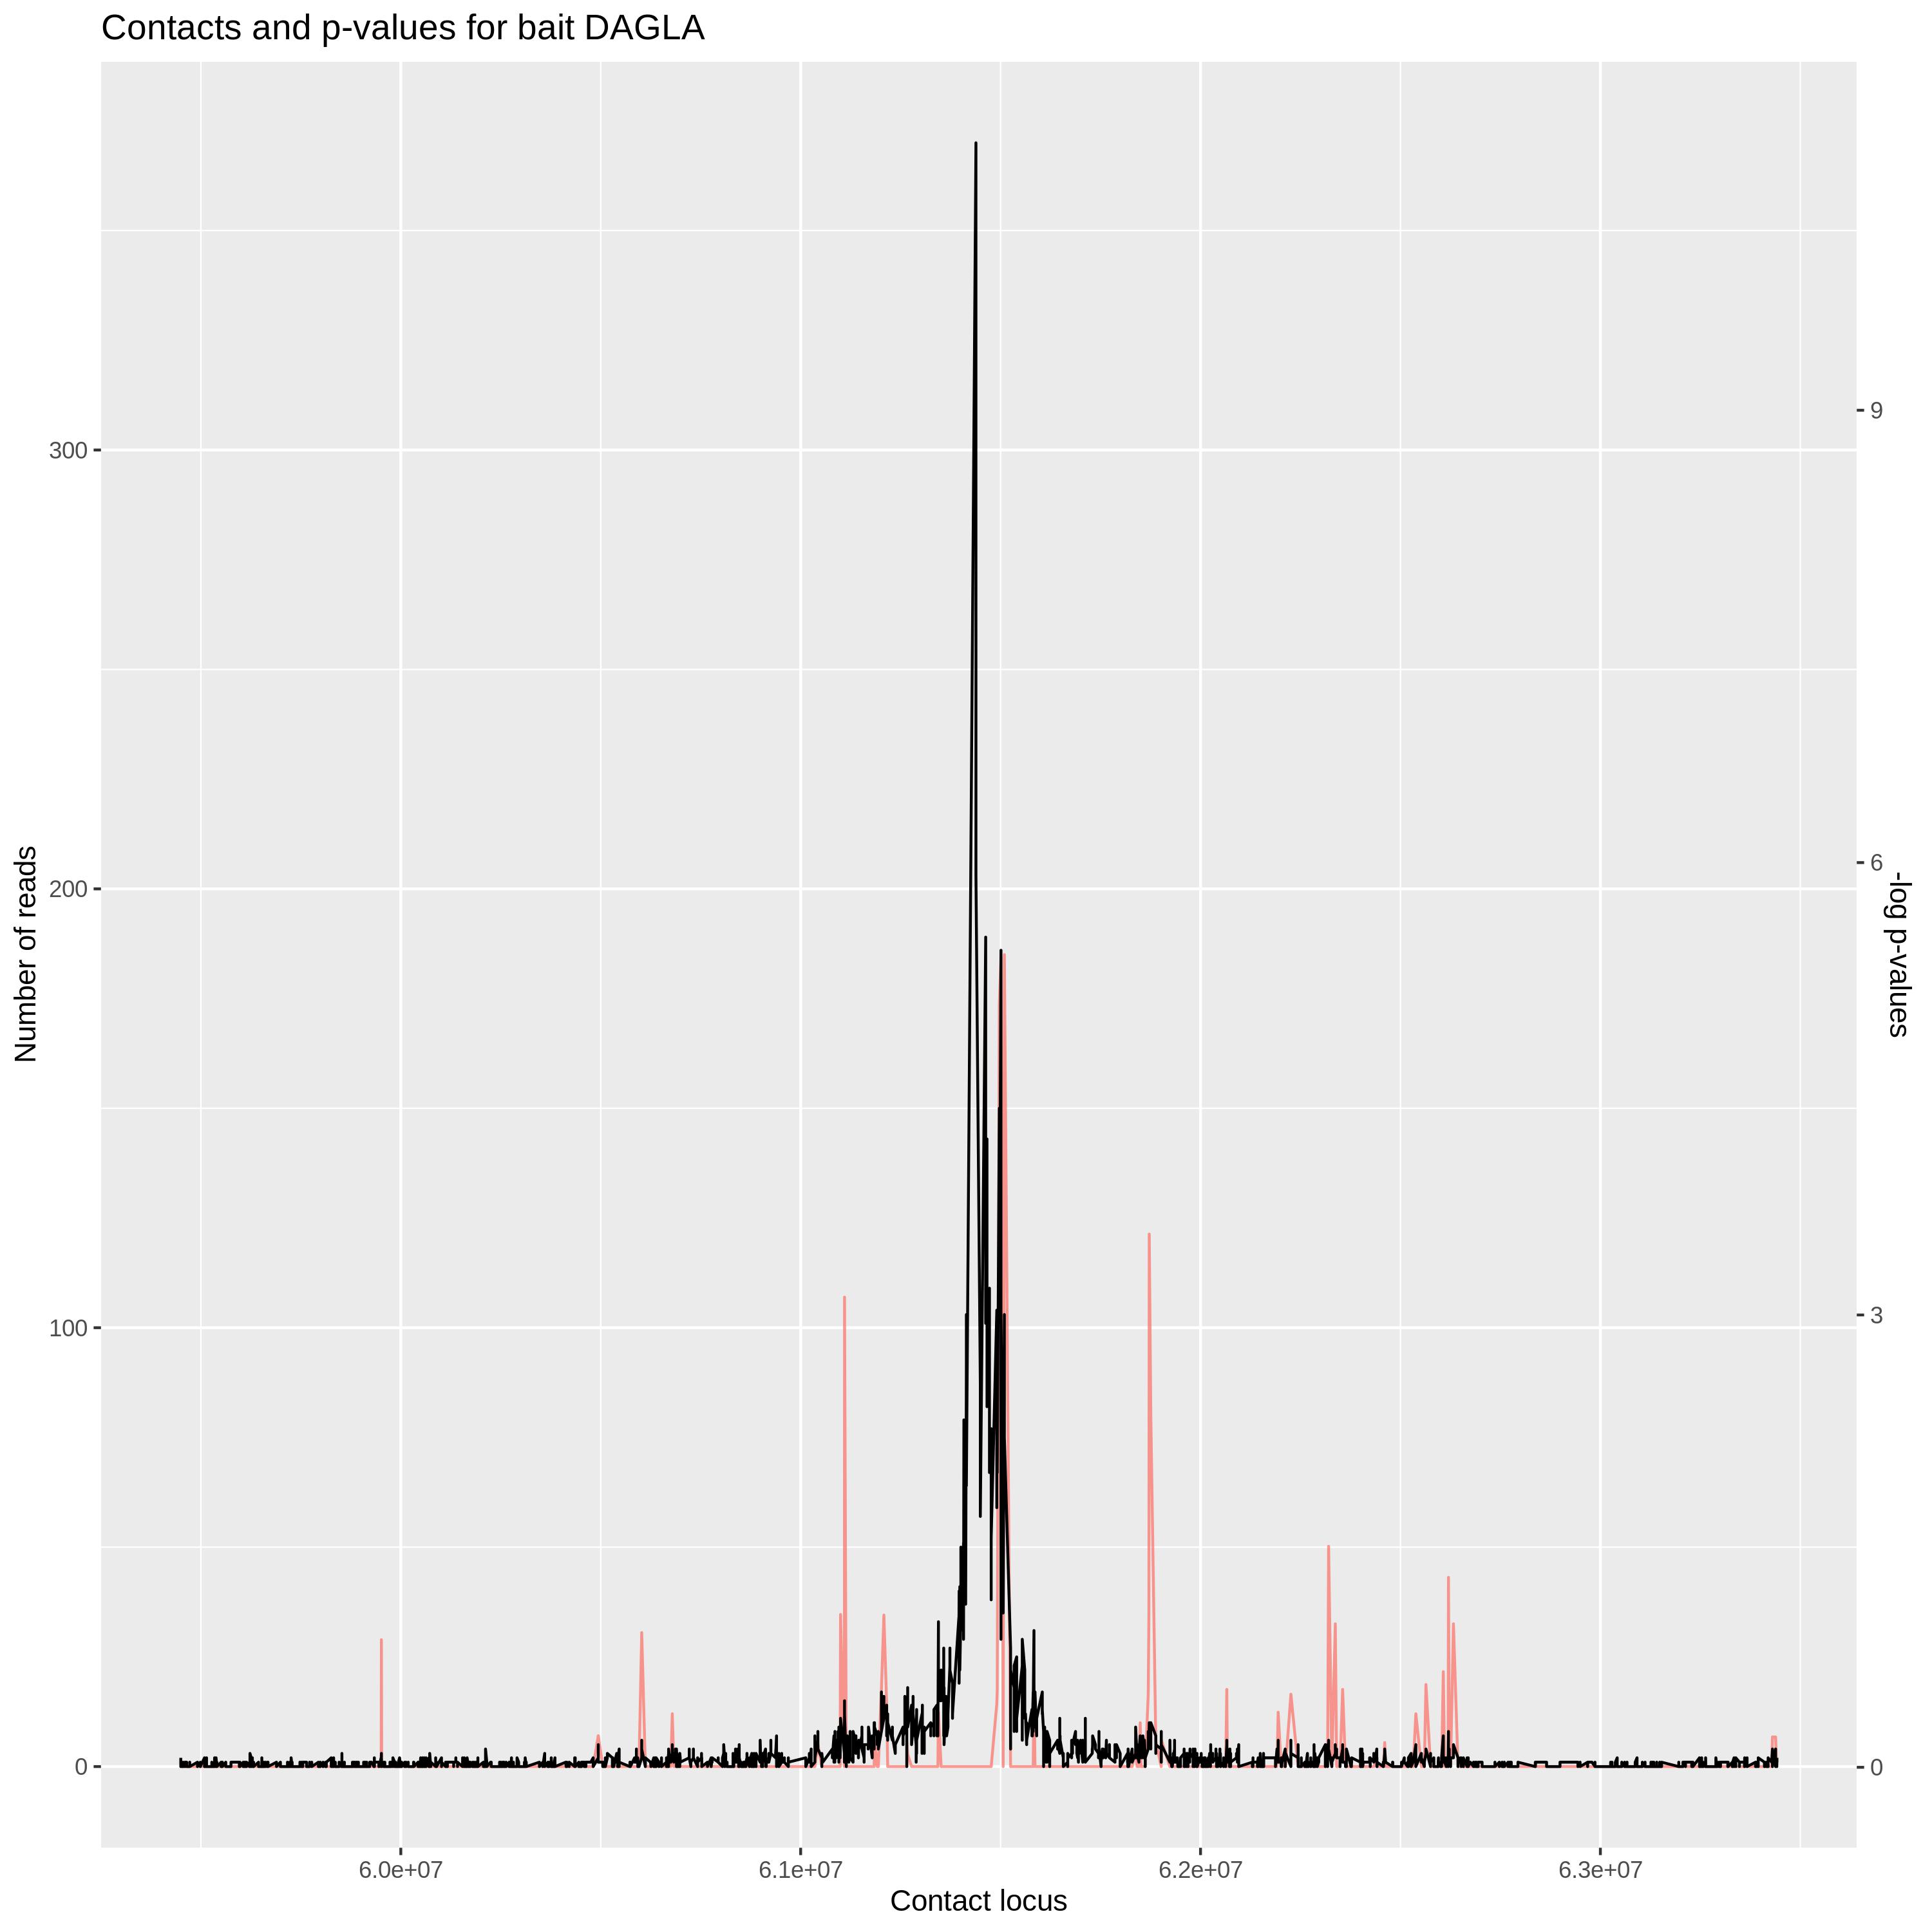 Contacts and p-values for bait DAGLA
Number of reads
300
200
100
0
9
6
3
0
-log p-values
6.0e+07
6.1e+07
6.2e+07
6.3e+07
Contact locus